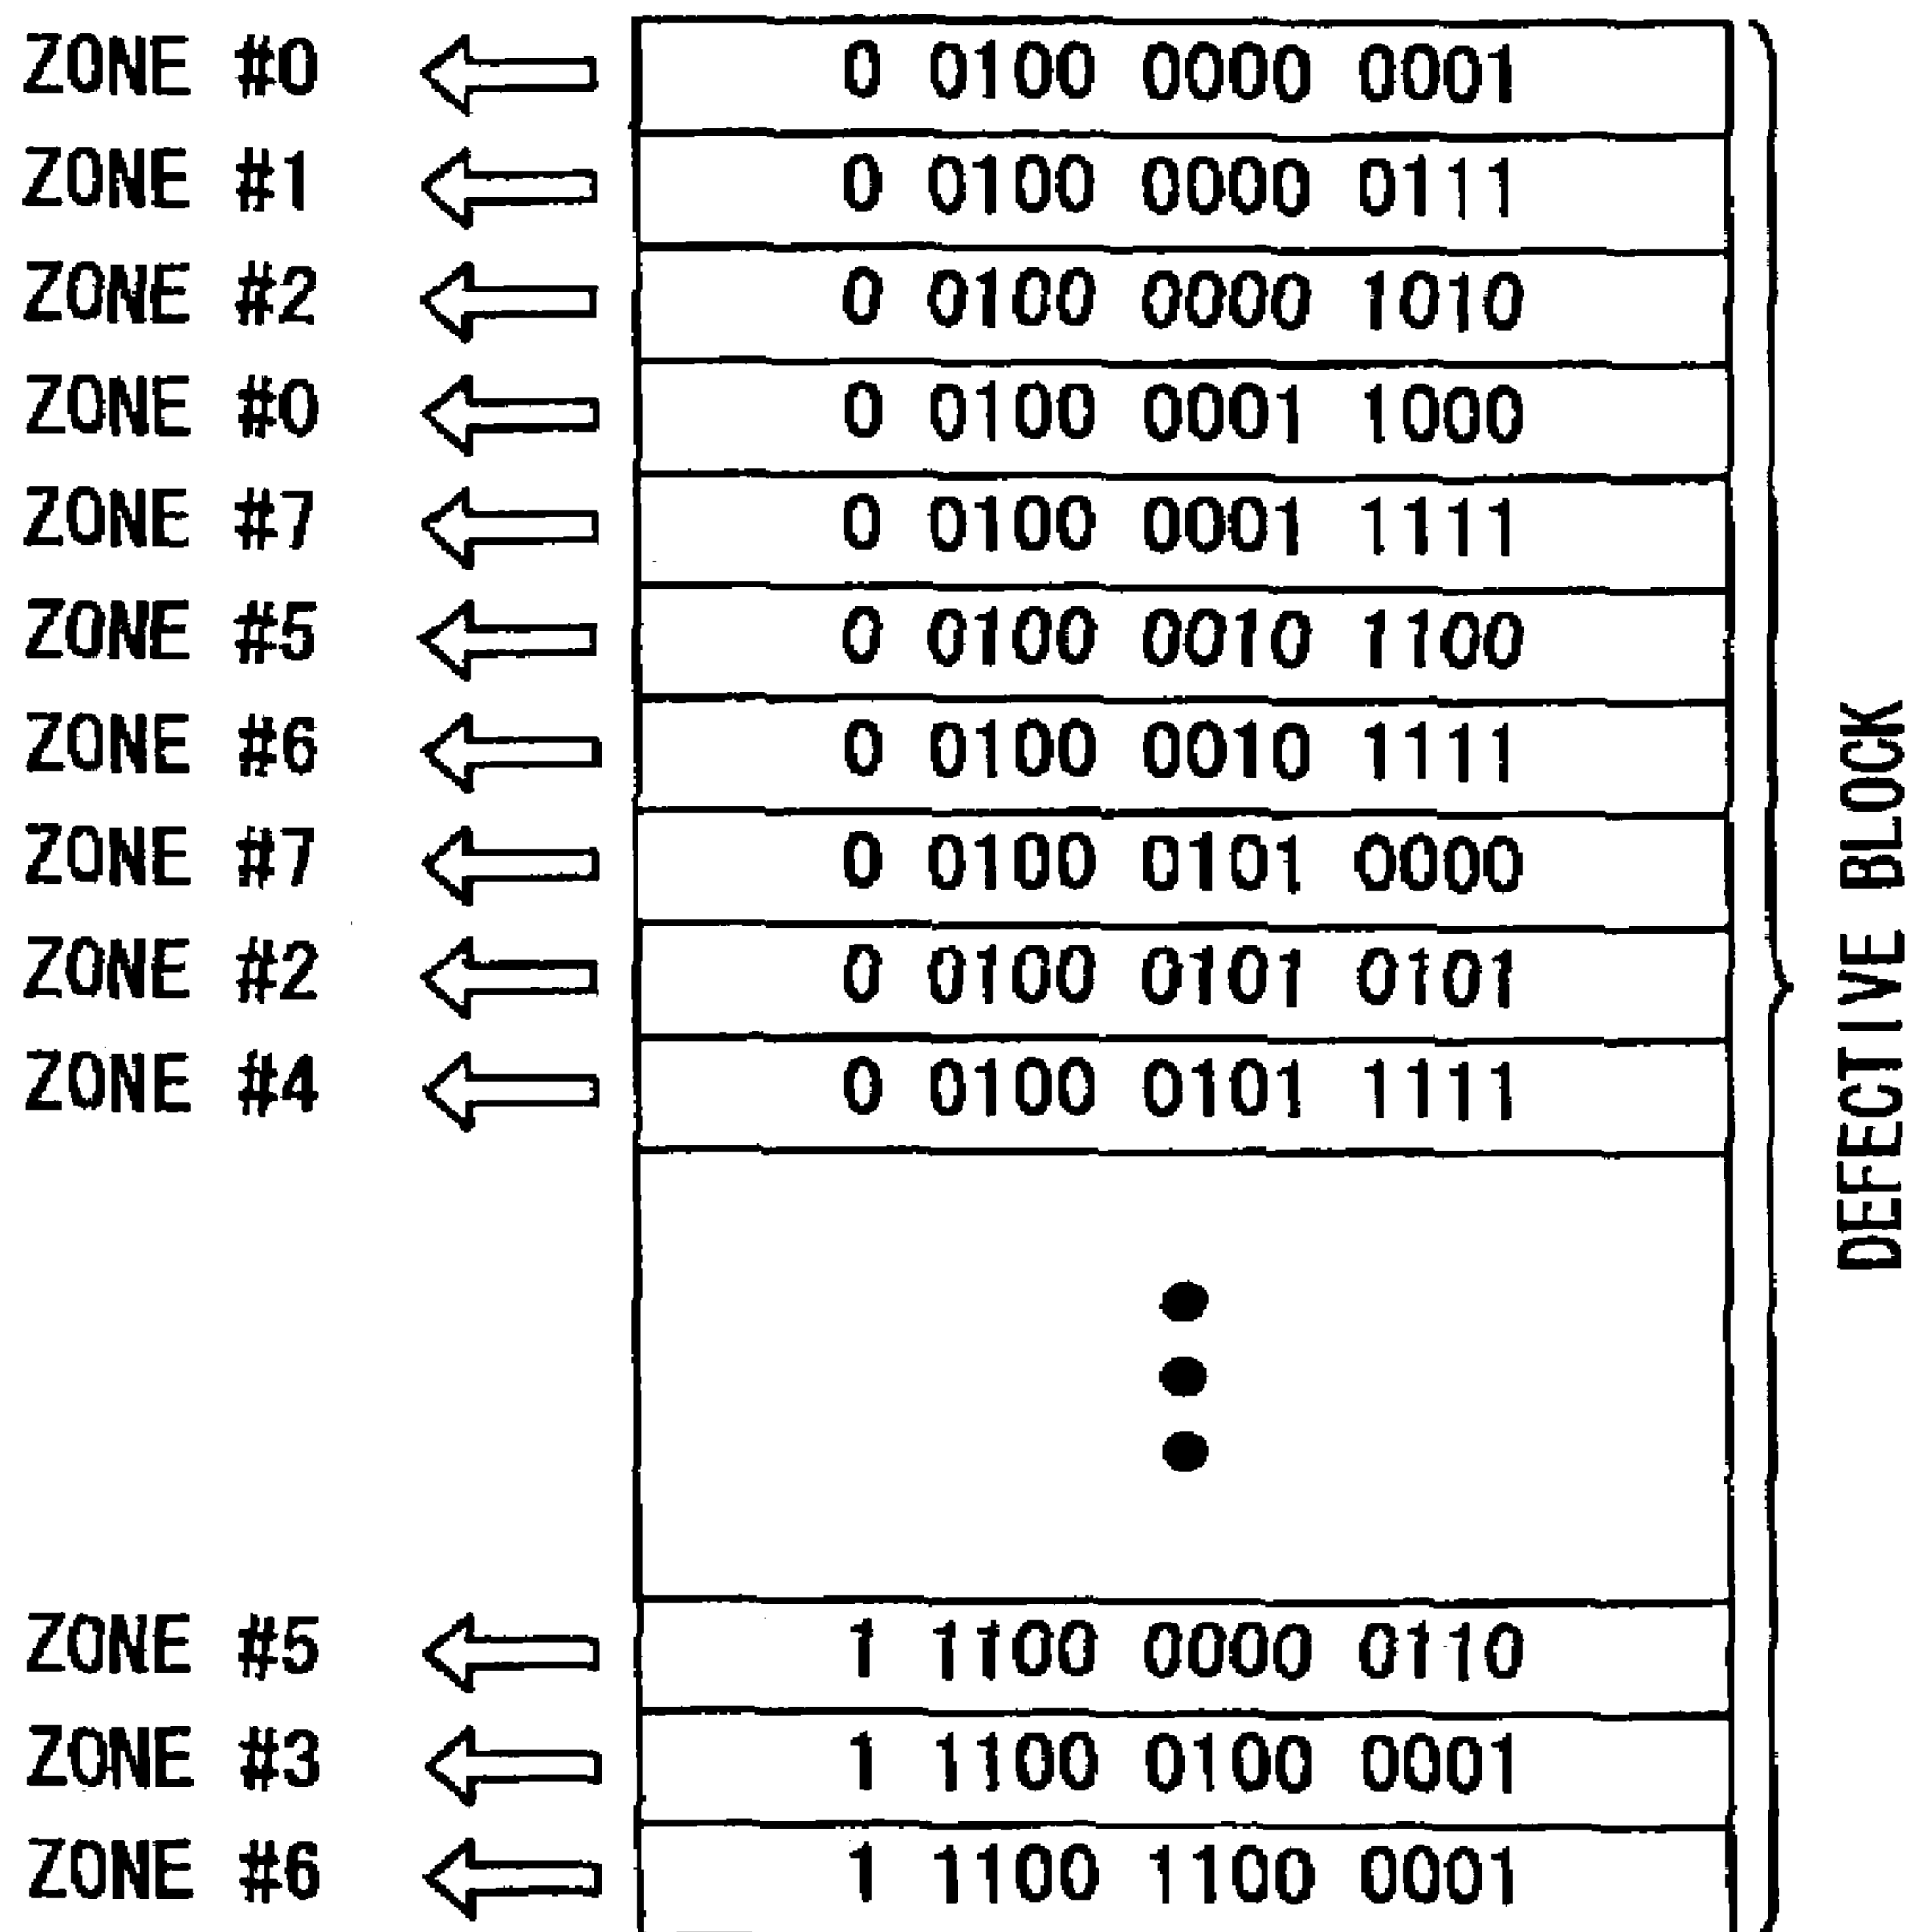 ZONE #0 0 0100 0000 0001
ZONE #1 0 0100 0000 0111
ZONE #2 0 0100 0000 1010
ZONE #0 0 0100 0001 1000
ZONE #7 0 0100 0001 1111
ZONE #5 0 0100 0010 1100
ZONE #6 0 0100 0010 1111
ZONE #7 0 0100 0101 0000
ZONE #2 0 0100 0101 0101
ZONE #4 0 0100 0101 1111
ZONE #5 1 1100 0000 0110
ZONE #3 1 1100 0100 0001
ZONE #6 1 1100 1100 0001
DEFECTIVE BLOCK